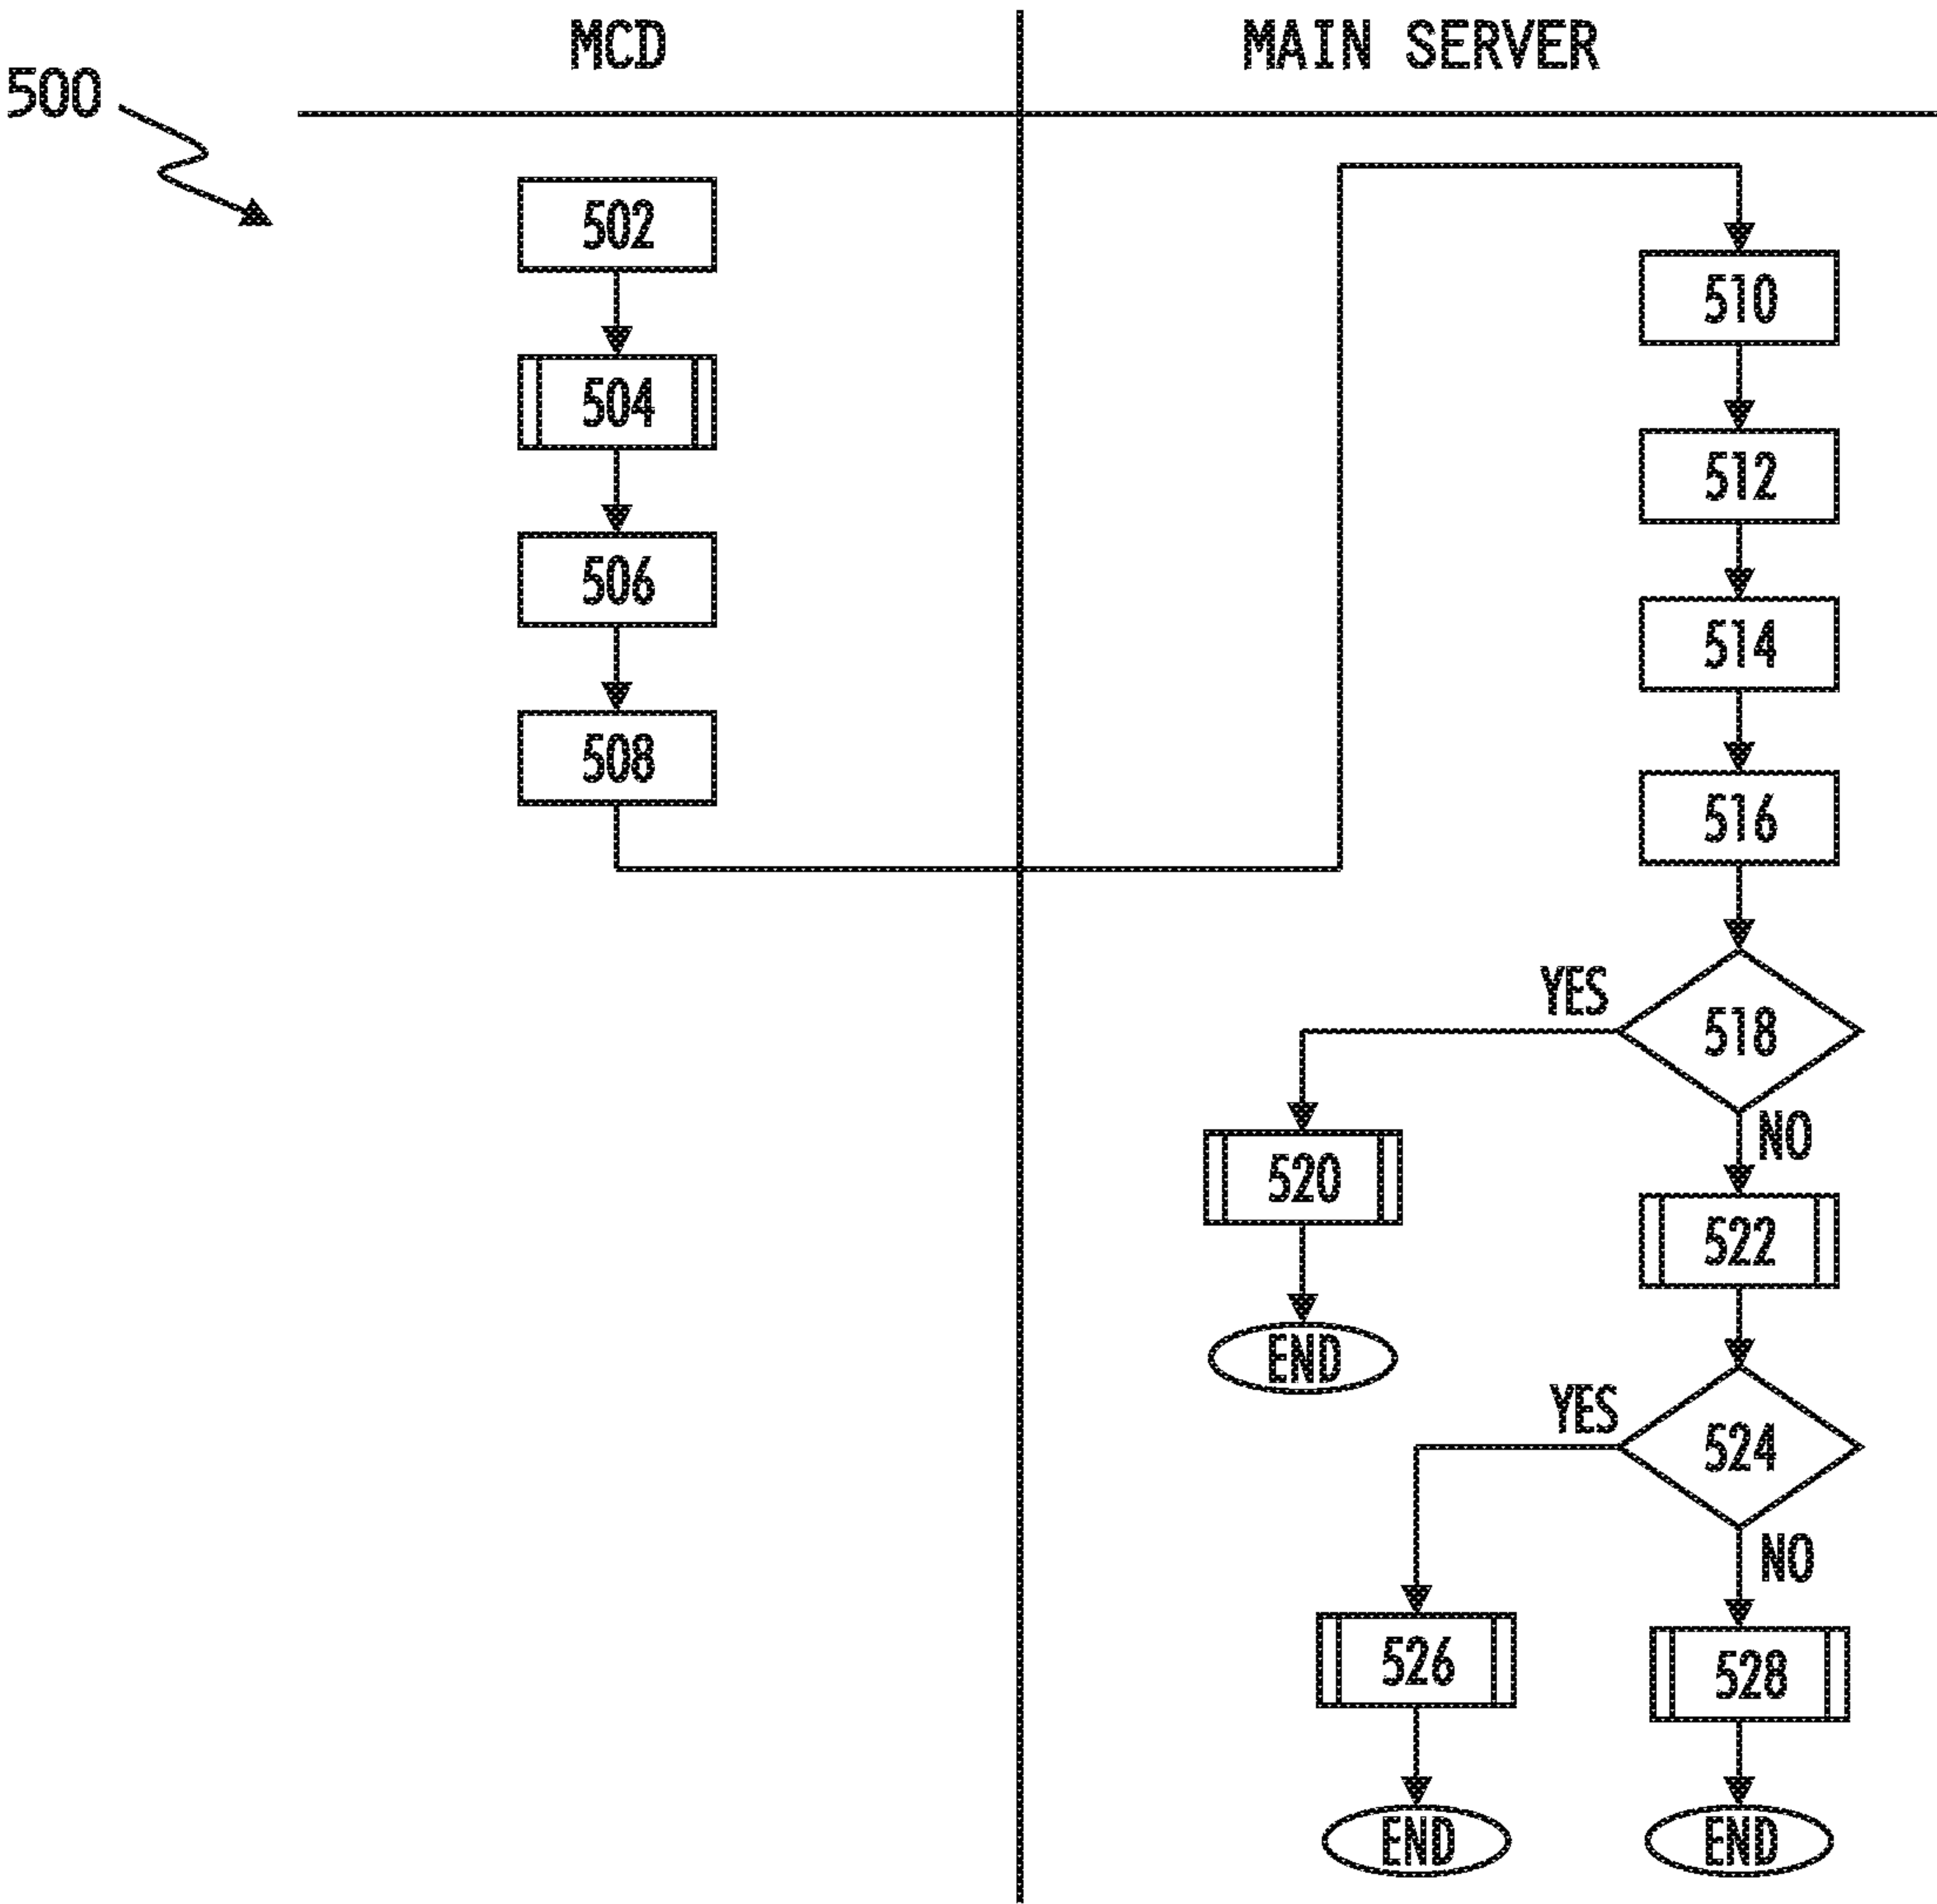 MCD
MAIN SERVER
500
502
504
506
508
510
512
514
516
YES
518
NO
520
522
END
YES
524
NO
526
528
END
END